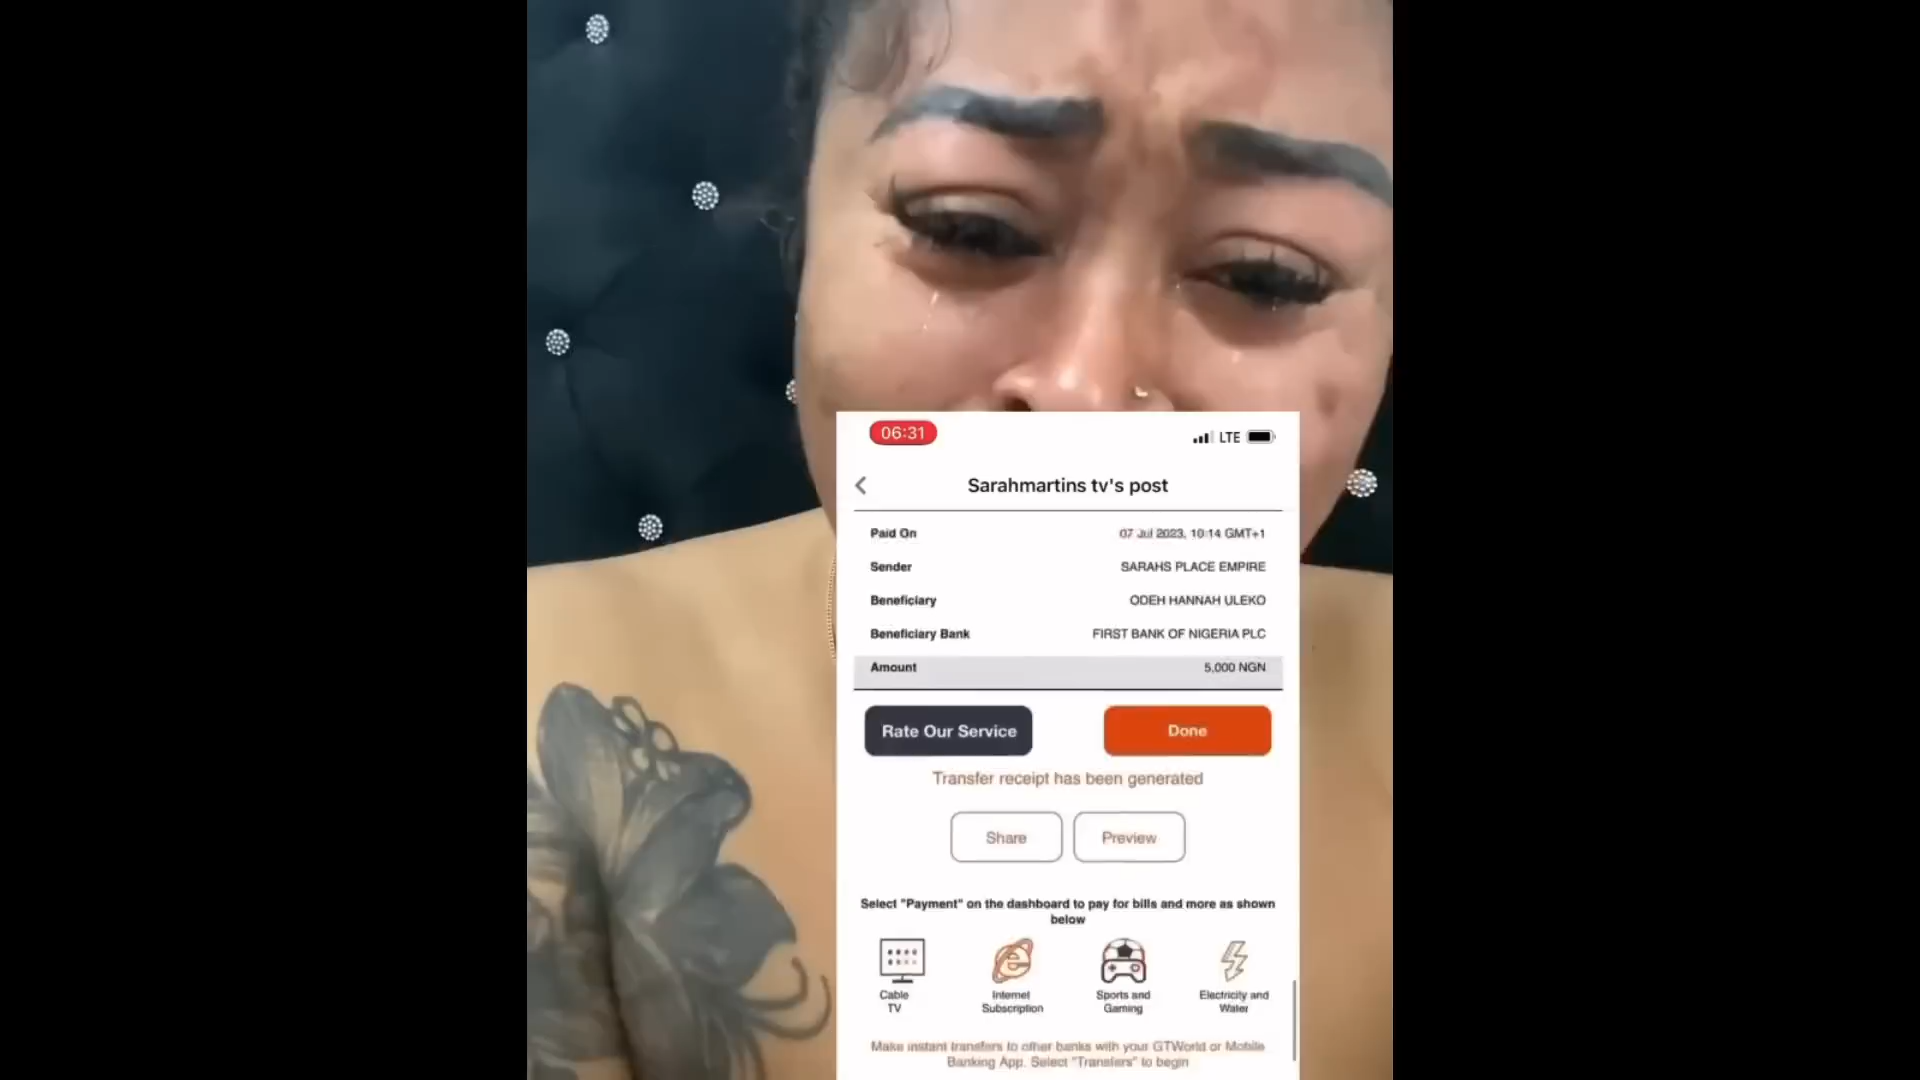 06:31
LTE
Sarahmartins tv's post
Paid On 07 Jul 2023, 10:14 GMT+1
Sender SARAHS PLACE EMPIRE
Beneficiary ODEH HANNAH ULEKO
Beneficiary Bank FIRST BANK OF NIGERIA PLC
Amount 5,000 NGN
Rate Our Service Done
Transfer receipt has been generated
Share Preview
Select "Payment" on the dashboard to pay for bills and more as shown
below
Cable Internet Sports and Electricity and
TV Subscription Gaming Water
Make instant transfers to other banks with your GTWorld or Mobile
Banking App. Select "Transfers" to begin